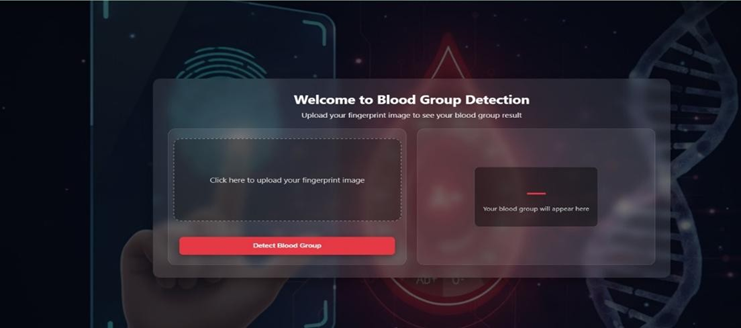 Welcome to Blood Group Detection
Upload your fingerprint image to see your blood group result
Click here to upload your fingerprint image
Your blood group will appear here
Detect Blood Group